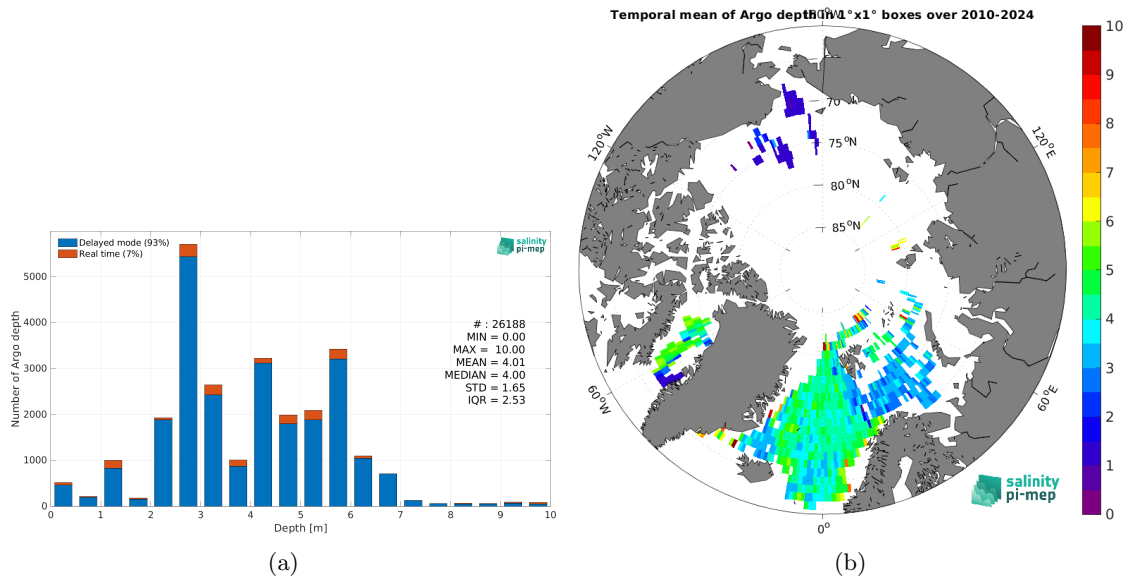 Delayed mode (93%)
Real time (7%)
salinity
pi-mep
5000
4000
3000
2000
1000
0
Number of Argo depth
# : 26188
MIN = 0.00
MAX = 10.00
MEAN = 4.01
MEDIAN = 4.00
STD = 1.65
IQR = 2.53
0 1 2 3 4 5 6 7 8 9 10
Depth [m]
(a)
Temporal mean of Argo depth in 1°x1° boxes over 2010-2024
180°W
120°W
120°E
70
75°N
80°N
85°N
60°W
60°E
0°
salinity
pi-mep
10
9
8
7
6
5
4
3
2
1
0
(b)